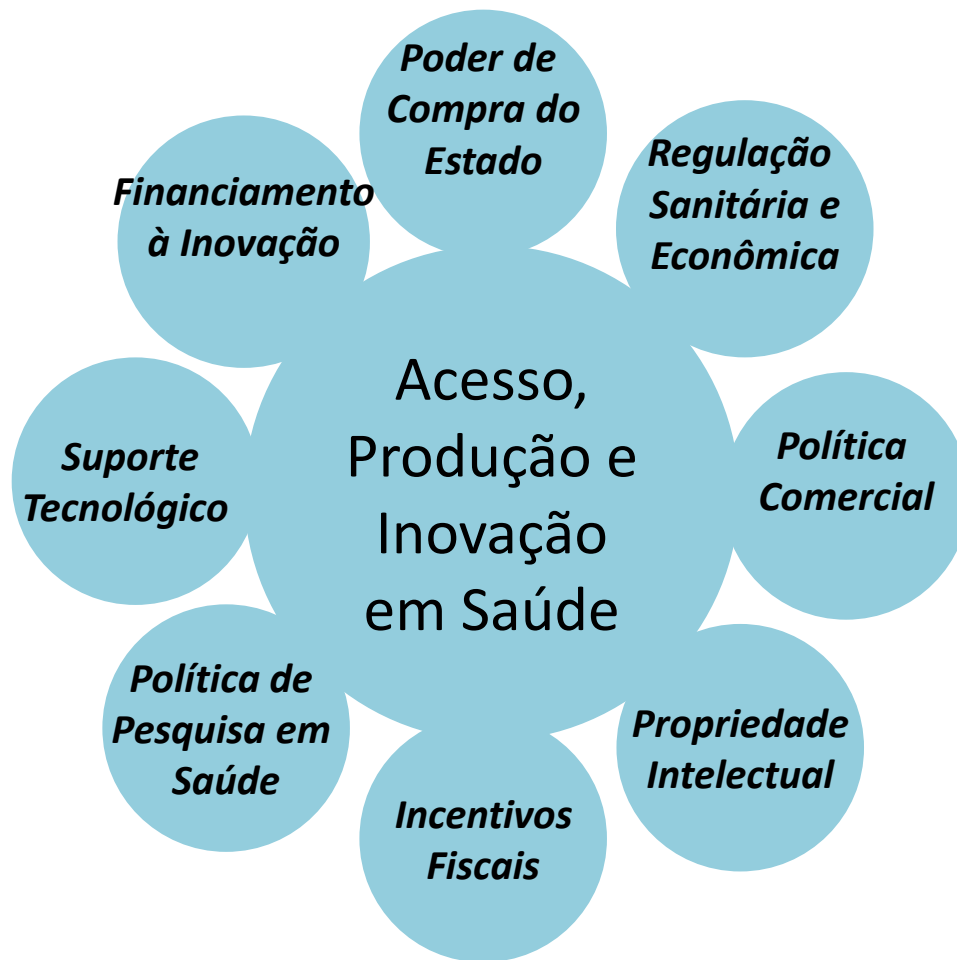 Poder de
Compra do
Estado
Regulação
Sanitária e
Econômica
Financiamento
à Inovação
Acesso,
Produção e
Inovação
em Saúde
Política
Comercial
Suporte
Tecnológico
Política de
Pesquisa em
Saúde
Propriedade
Intelectual
Incentivos
Fiscais